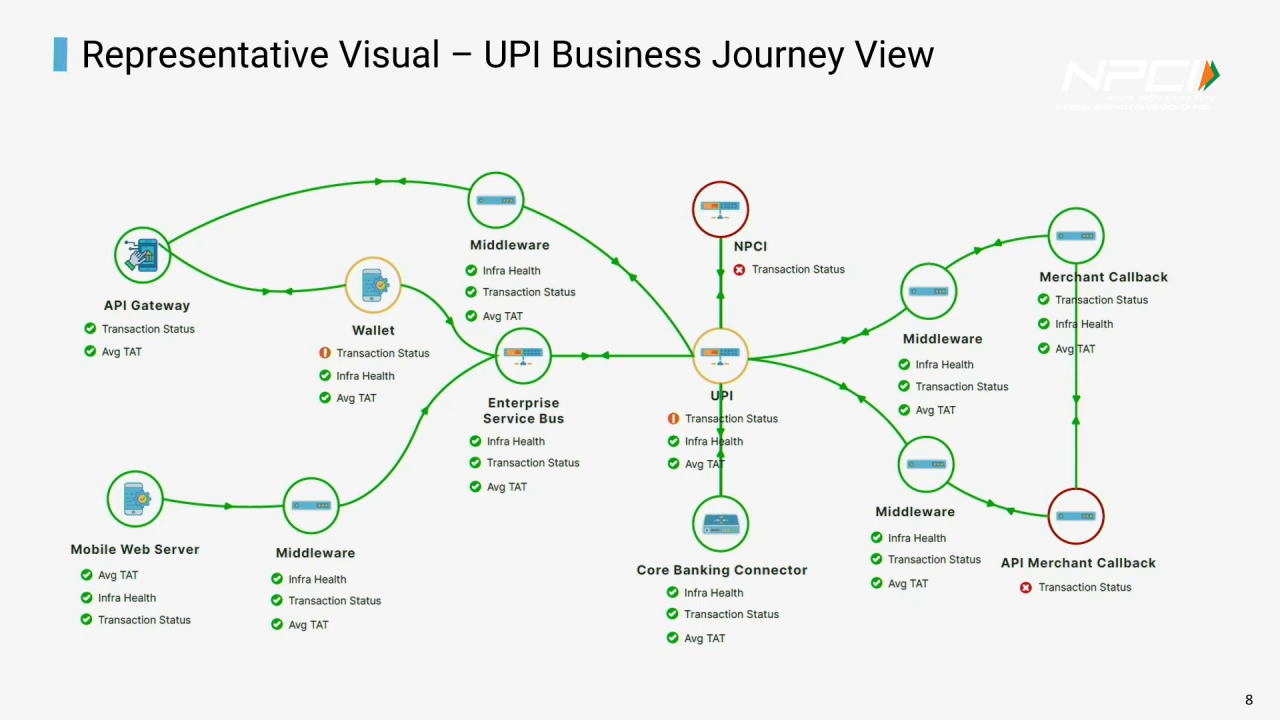 Representative Visual – UPI Business Journey View
NPCI
API Gateway
Transaction Status
Avg TAT
Wallet
Transaction Status
Infra Health
Avg TAT
Middleware
Infra Health
Transaction Status
Avg TAT
Enterprise
Service Bus
Infra Health
Transaction Status
Avg TAT
Mobile Web Server
Avg TAT
Infra Health
Transaction Status
Middleware
Infra Health
Transaction Status
Avg TAT
NPCI
Transaction Status
UPI
Transaction Status
Infra Health
Avg TAT
Core Banking Connector
Infra Health
Transaction Status
Avg TAT
Middleware
Infra Health
Transaction Status
Avg TAT
Merchant Callback
Transaction Status
Infra Health
Avg TAT
Middleware
Infra Health
Transaction Status
Avg TAT
API Merchant Callback
Transaction Status
8